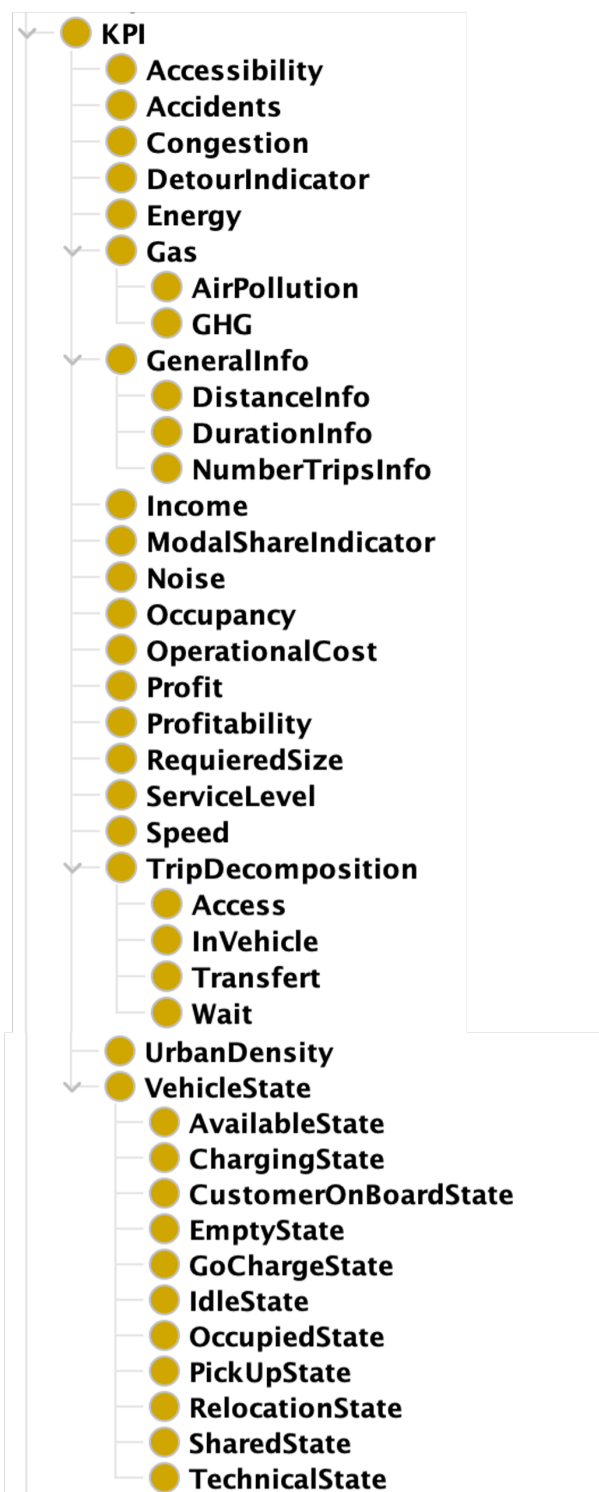 KPI
Accessibility
Accidents
Congestion
DetourIndicator
Energy
Gas
AirPollution
GHG
GeneralInfo
DistanceInfo
DurationInfo
NumberTripsInfo
Income
ModalShareIndicator
Noise
Occupancy
OperationalCost
Profit
Profitability
RequieredSize
ServiceLevel
Speed
TripDecomposition
Access
InVehicle
Transfert
Wait
UrbanDensity
VehicleState
AvailableState
ChargingState
CustomerOnBoardState
EmptyState
GoChargeState
IdleState
OccupiedState
PickUpState
RelocationState
SharedState
TechnicalState